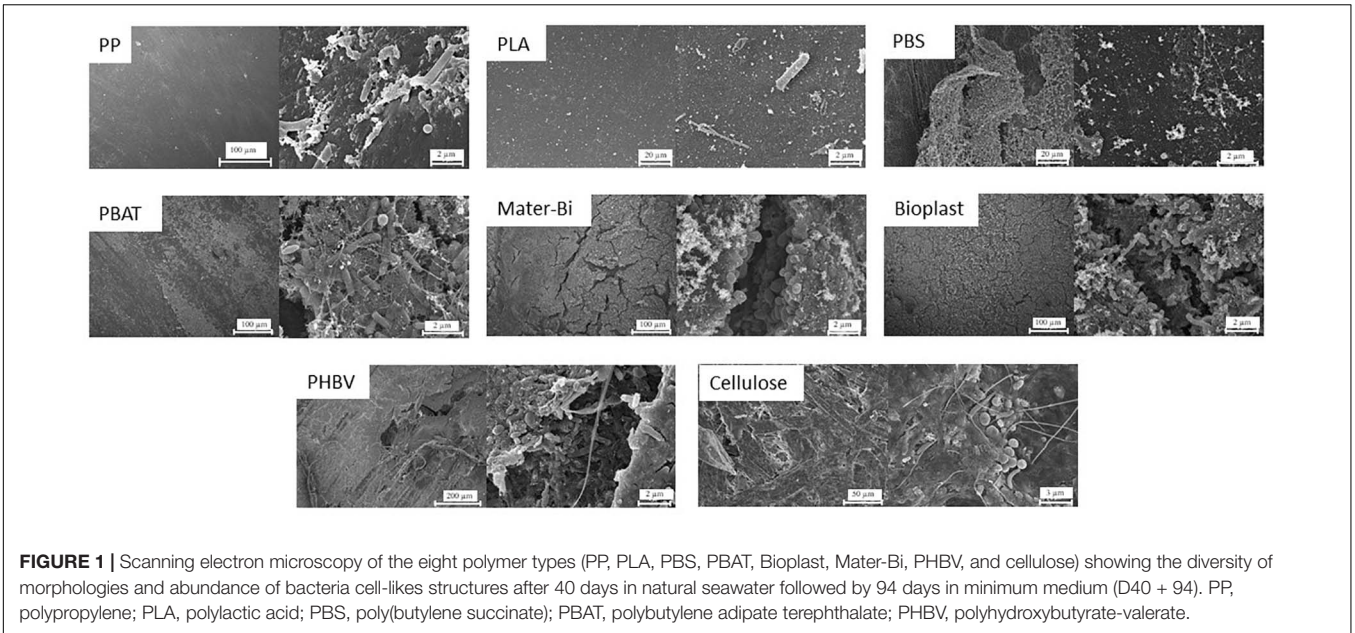 PP
100 µm
2 µm
PLA
20 µm
2 µm
PBS
20 µm
2 µm
PBAT
100 µm
2 µm
Mater-Bi
100 µm
2 µm
Bioplast
100 µm
2 µm
PHBV
200 µm
2 µm
Cellulose
50 µm
3 µm
FIGURE 1 | Scanning electron microscopy of the eight polymer types (PP, PLA, PBS, PBAT, Bioplast, Mater-Bi, PHBV, and cellulose) showing the diversity of
morphologies and abundance of bacteria cell-likes structures after 40 days in natural seawater followed by 94 days in minimum medium (D40 + 94). PP,
polypropylene; PLA, polylactic acid; PBS, poly(butylene succinate); PBAT, polybutylene adipate terephthalate; PHBV, polyhydroxybutyrate-valerate.